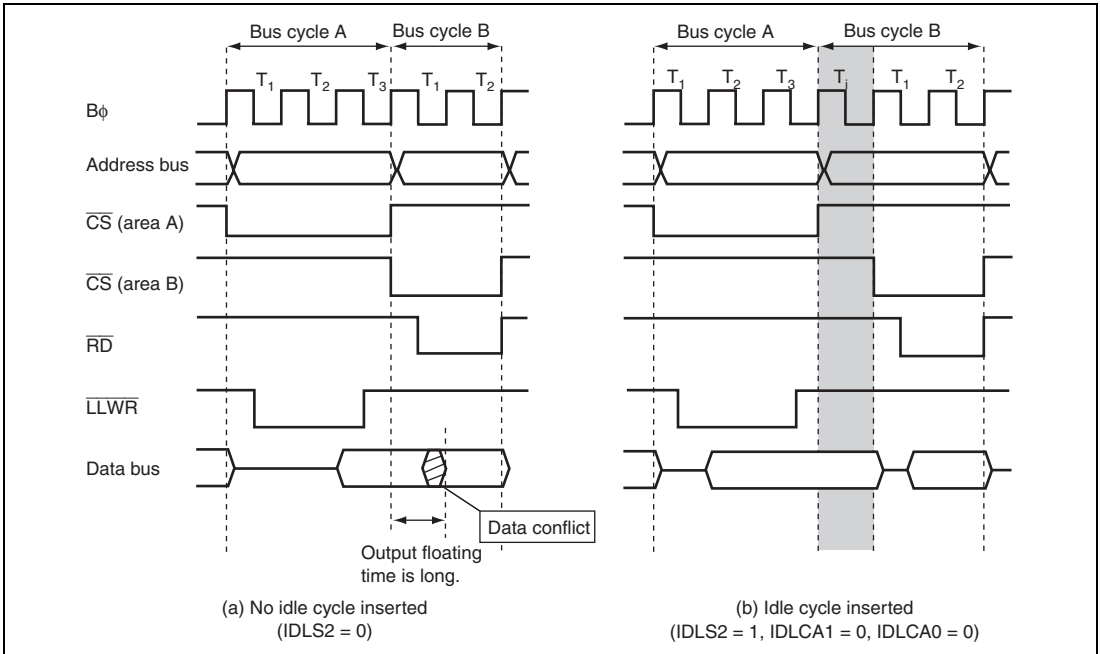 Bus cycle A Bus cycle B
T1 T2 T3 T1 T2
Bφ
Address bus
CS (area A)
CS (area B)
RD
LLWR
Data bus
Data conflict
Output floating
time is long.
(a) No idle cycle inserted
(IDLS2 = 0)
Bus cycle A Bus cycle B
T1 T2 T3 Ti T1 T2
(b) Idle cycle inserted
(IDLS2 = 1, IDLCA1 = 0, IDLCA0 = 0)